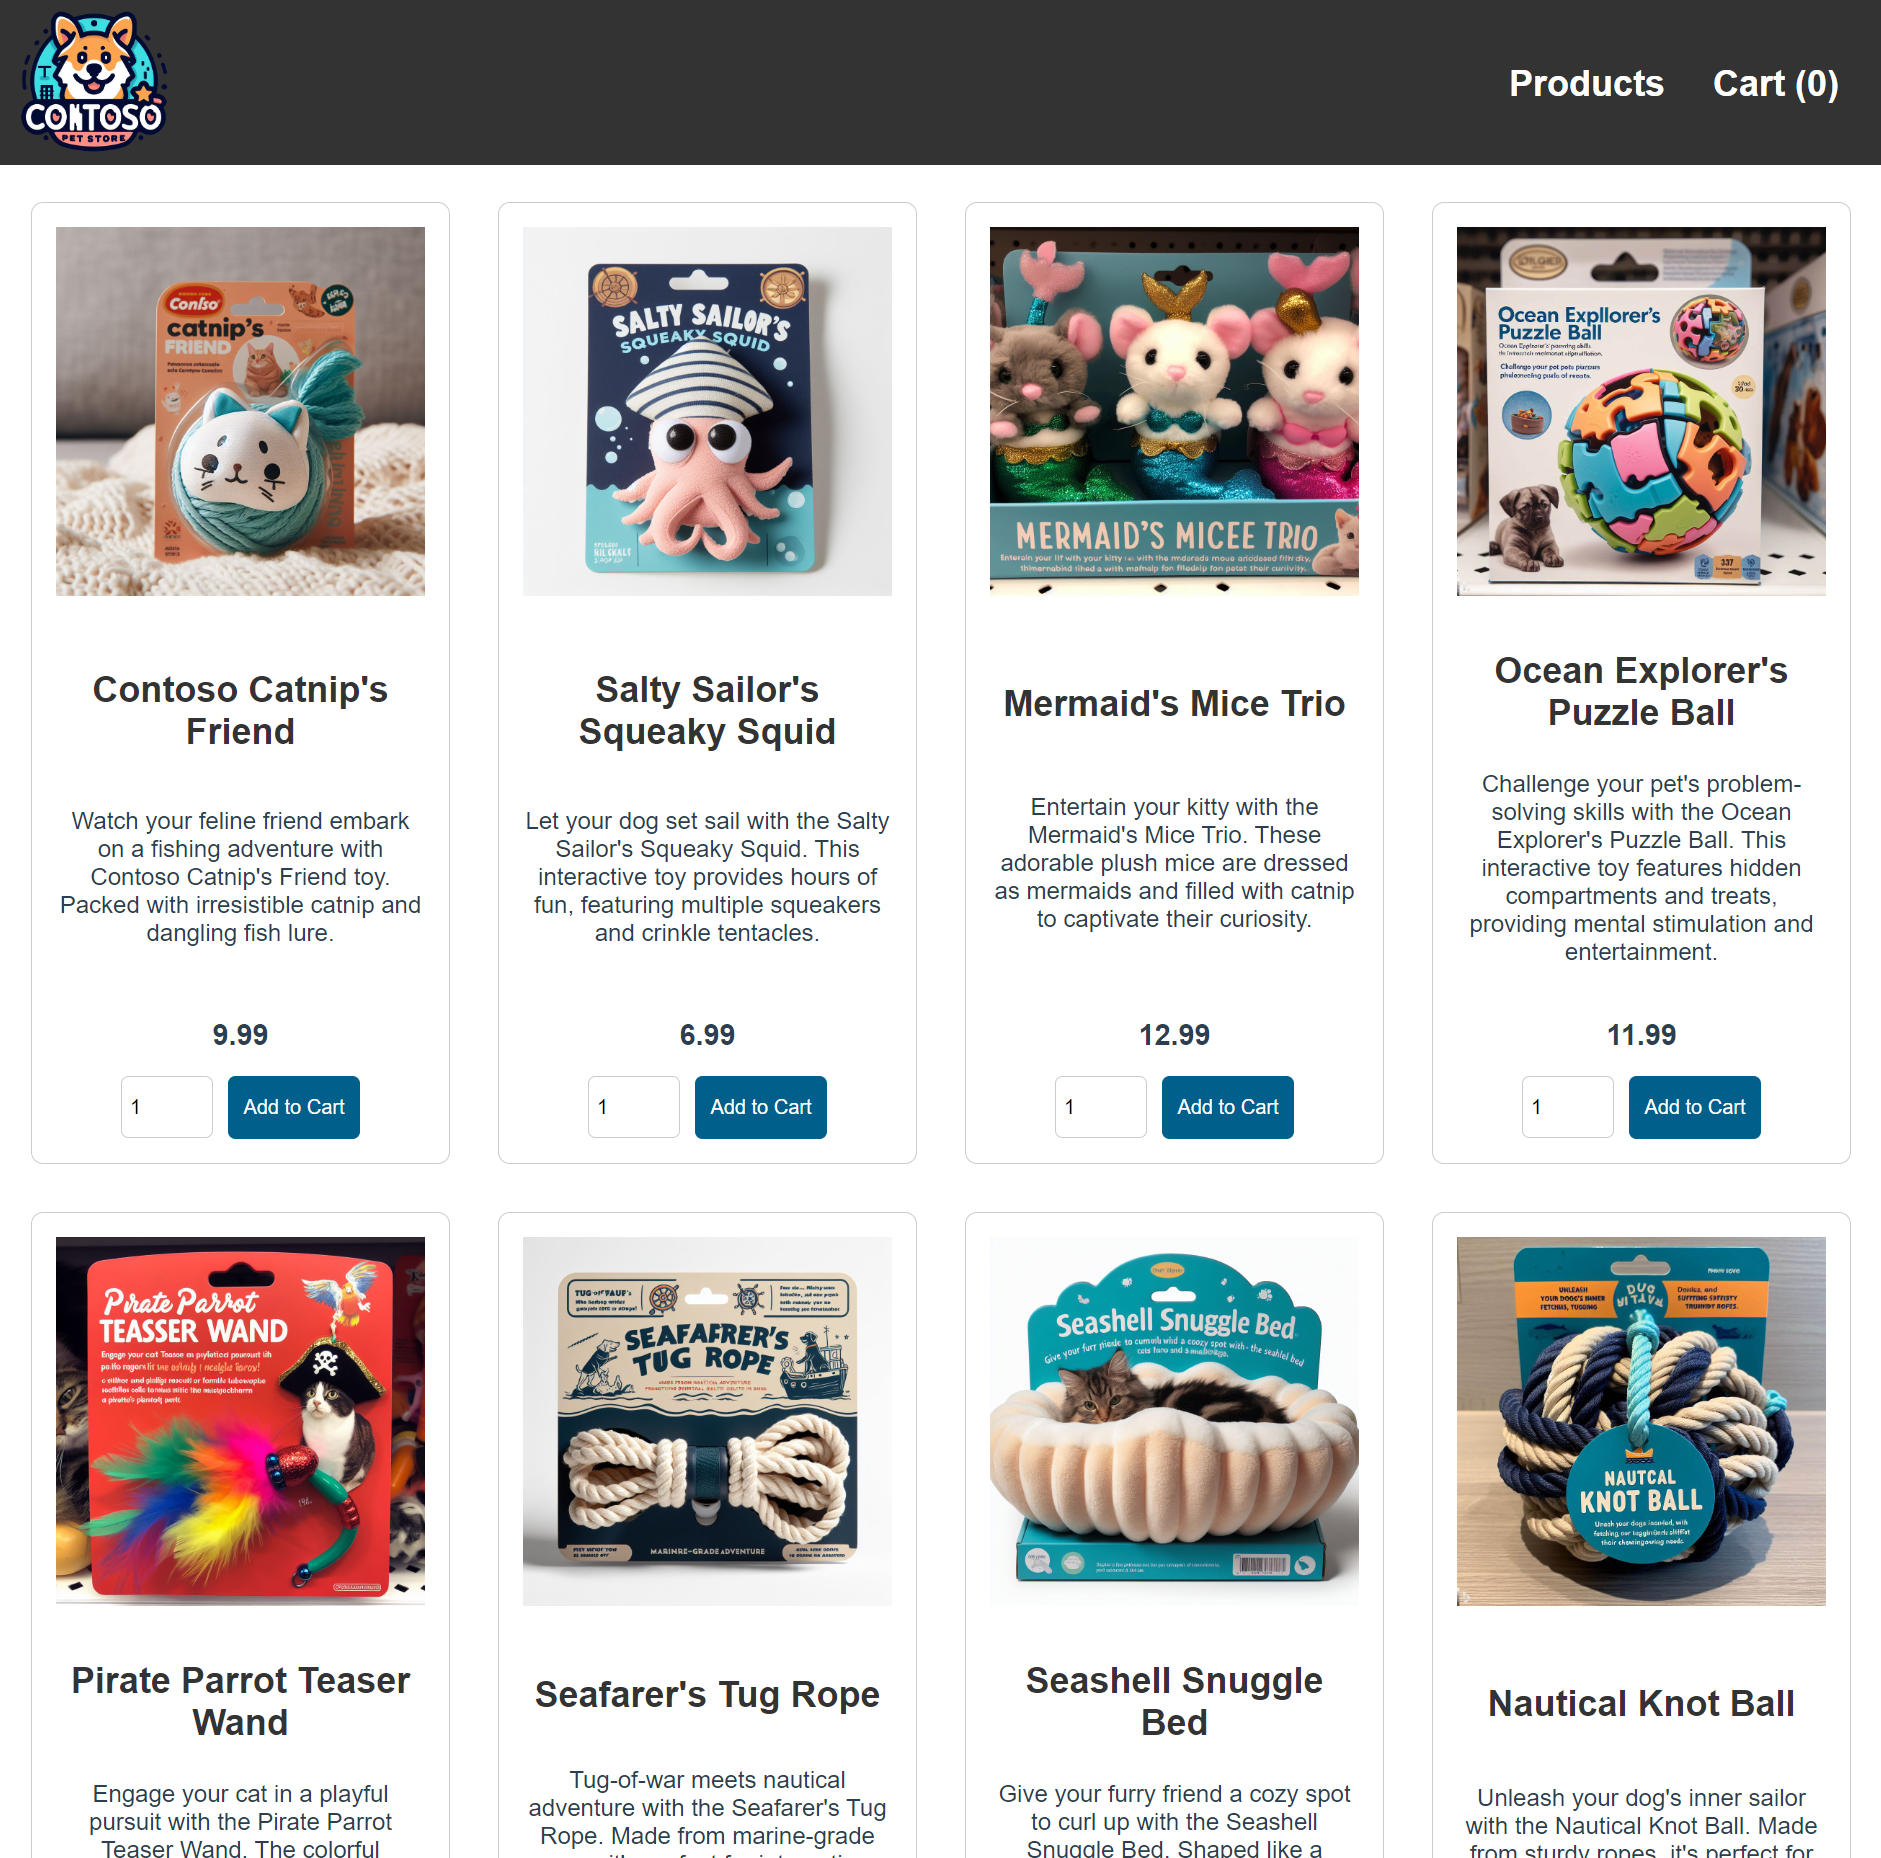 CONTOSO
PET STORE
Products
Cart (0)
Conlso
catnip's
FRIEND
SALTY SAILOR'S
SQUEAKY SQUID
MERMAID'S MICEE TRIO
Ocean Expllorer's
Puzzle Ball
Challenge your pet pets
337
Contoso Catnip's
Friend
Watch your feline friend embark
on a fishing adventure with
Contoso Catnip's Friend toy.
Packed with irresistible catnip and
dangling fish lure.
9.99
1
Add to Cart
Salty Sailor's
Squeaky Squid
Let your dog set sail with the Salty
Sailor's Squeaky Squid. This
interactive toy provides hours of
fun, featuring multiple squeakers
and crinkle tentacles.
6.99
1
Add to Cart
Mermaid's Mice Trio
Entertain your kitty with the
Mermaid's Mice Trio. These
adorable plush mice are dressed
as mermaids and filled with catnip
to captivate their curiosity.
12.99
1
Add to Cart
Ocean Explorer's
Puzzle Ball
Challenge your pet's problem-
solving skills with the Ocean
Explorer's Puzzle Ball. This
interactive toy features hidden
compartments and treats,
providing mental stimulation and
entertainment.
11.99
1
Add to Cart
Pirate Parrot
TEASSER WAND
SEAFAFRER'S
TUG ROPE
MARINRE-GRADE ADVENTURE
Seashell Snuggle Bed
UNLEASH
YOUR DOG'S INNER
FETCHIIS, TUGGING
NAUTCAL
KNOT BALL
Pirate Parrot Teaser
Wand
Engage your cat in a playful
pursuit with the Pirate Parrot
Teaser Wand. The colorful
Seafarer's Tug Rope
Tug-of-war meets nautical
adventure with the Seafarer's Tug
Rope. Made from marine-grade
Seashell Snuggle
Bed
Give your furry friend a cozy spot
to curl up with the Seashell
Snuggle Bed. Shaped like a
Nautical Knot Ball
Unleash your dog's inner sailor
with the Nautical Knot Ball. Made
from sturdy ropes, it's perfect for